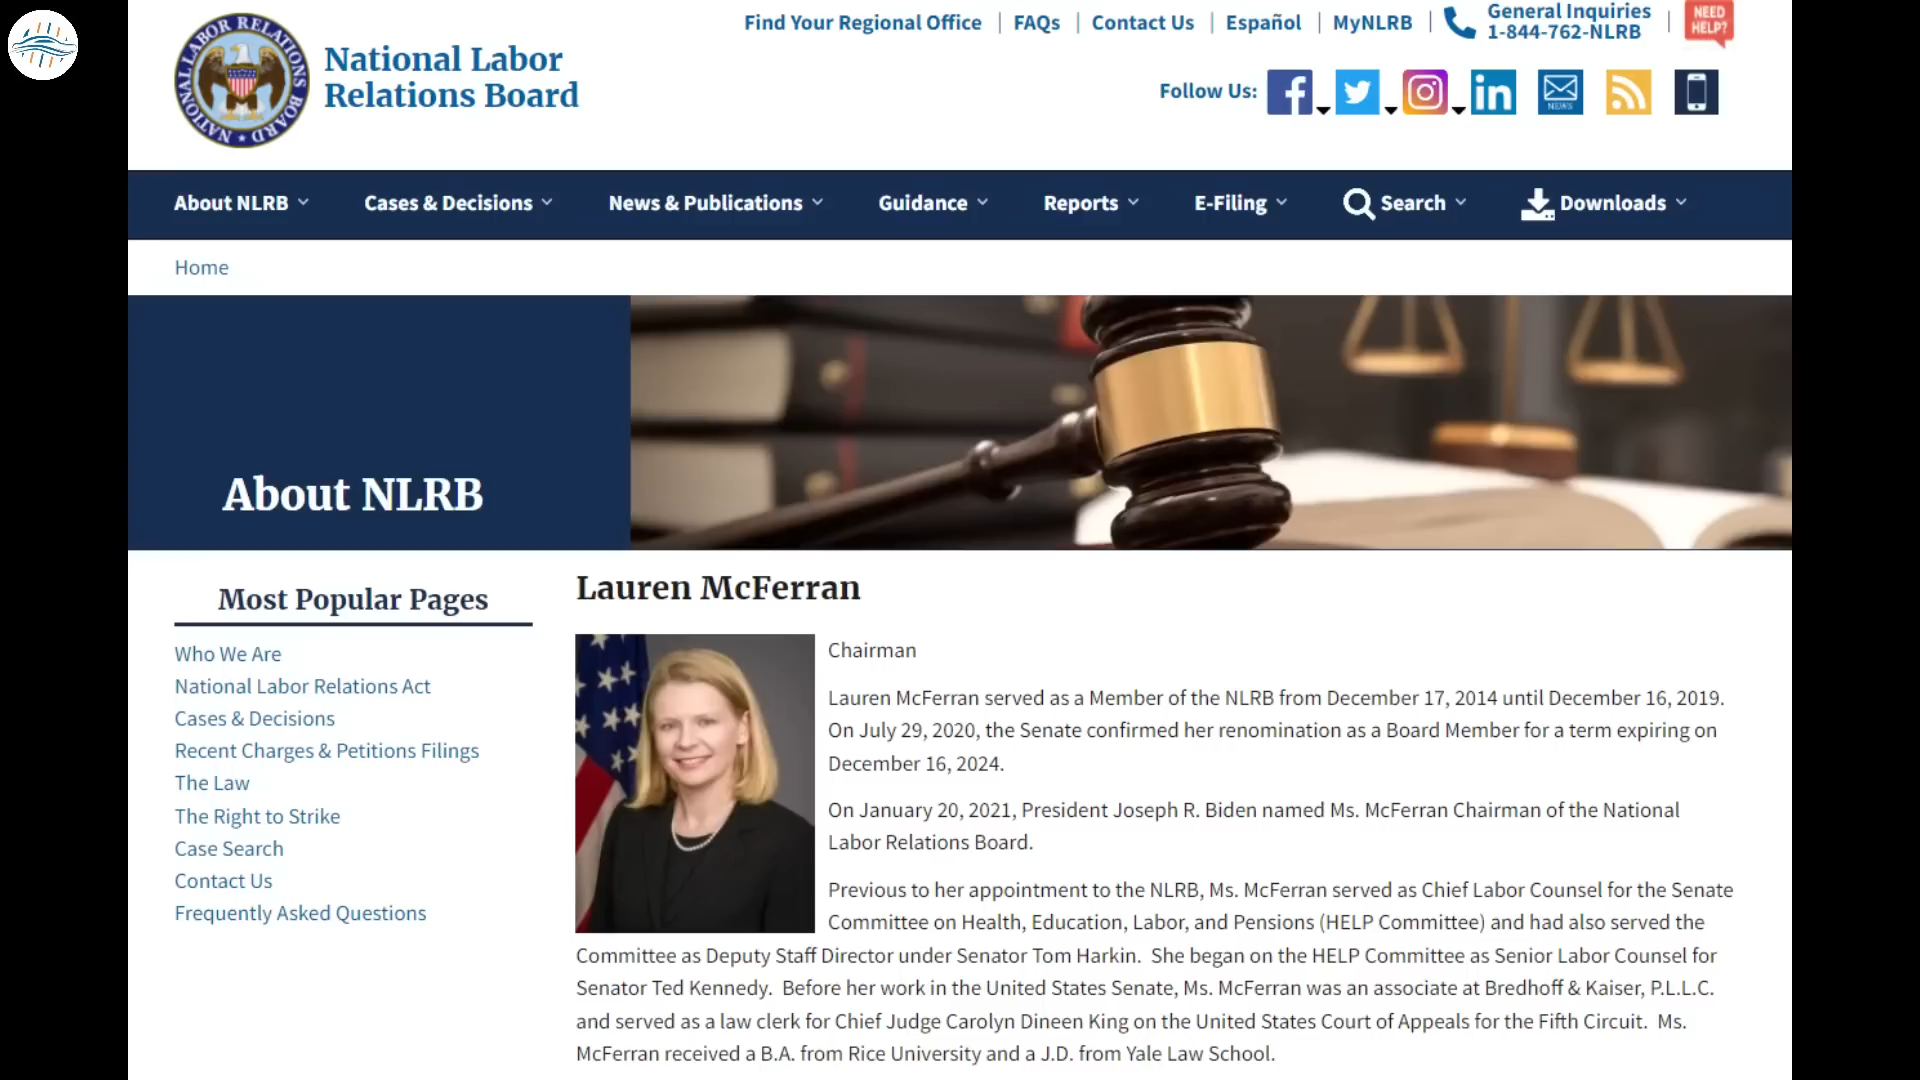 Find Your Regional Office | FAQs | Contact Us | Español | MyNLRB | General Inquiries
1-844-762-NLRB
NEED
HELP?
NATIONAL LABOR RELATIONS BOARD
National Labor
Relations Board
Follow Us:
NEWS
About NLRB
Cases & Decisions
News & Publications
Guidance
Reports
E-Filing
Search
Downloads
Home
About NLRB
Most Popular Pages
Who We Are
National Labor Relations Act
Cases & Decisions
Recent Charges & Petitions Filings
The Law
The Right to Strike
Case Search
Contact Us
Frequently Asked Questions
Lauren McFerran
Chairman
Lauren McFerran served as a Member of the NLRB from December 17, 2014 until December 16, 2019.
On July 29, 2020, the Senate confirmed her renomination as a Board Member for a term expiring on
December 16, 2024.
On January 20, 2021, President Joseph R. Biden named Ms. McFerran Chairman of the National
Labor Relations Board.
Previous to her appointment to the NLRB, Ms. McFerran served as Chief Labor Counsel for the Senate
Committee on Health, Education, Labor, and Pensions (HELP Committee) and had also served the
Committee as Deputy Staff Director under Senator Tom Harkin. She began on the HELP Committee as Senior Labor Counsel for
Senator Ted Kennedy. Before her work in the United States Senate, Ms. McFerran was an associate at Bredhoff & Kaiser, P.L.L.C.
and served as a law clerk for Chief Judge Carolyn Dineen King on the United States Court of Appeals for the Fifth Circuit. Ms.
McFerran received a B.A. from Rice University and a J.D. from Yale Law School.